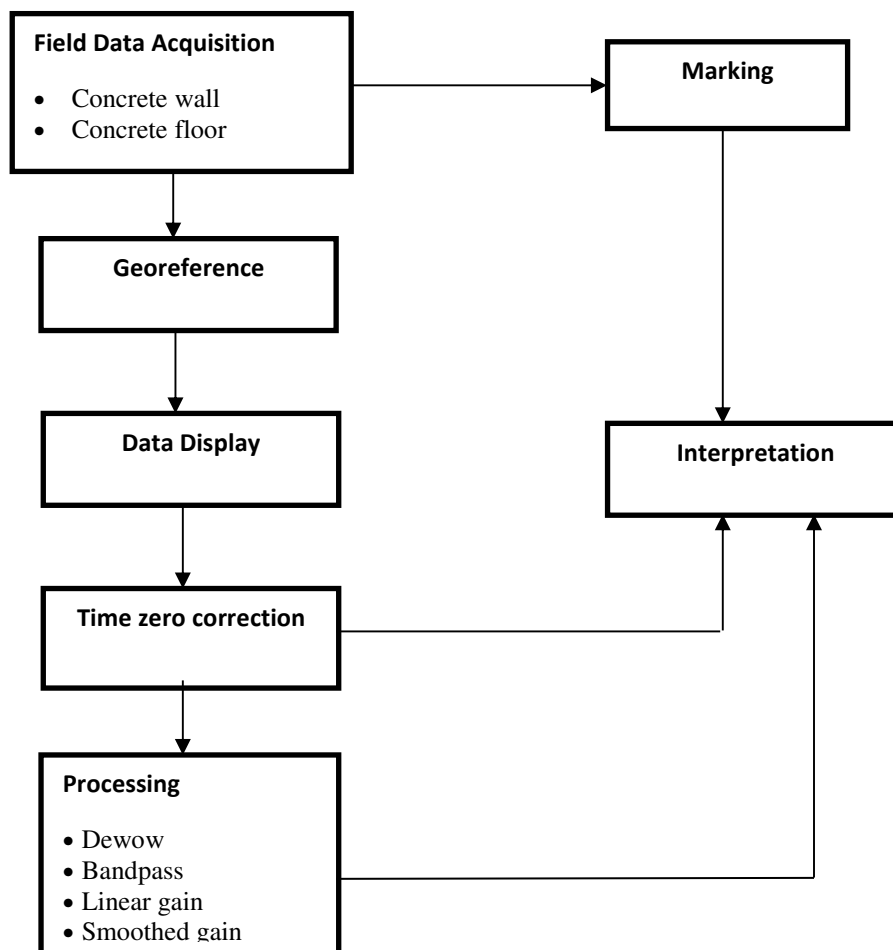 Field Data Acquisition
• Concrete wall
• Concrete floor
Marking
Georeference
Data Display
Interpretation
Time zero correction
Processing
• Dewow
• Bandpass
• Linear gain
• Smoothed gain